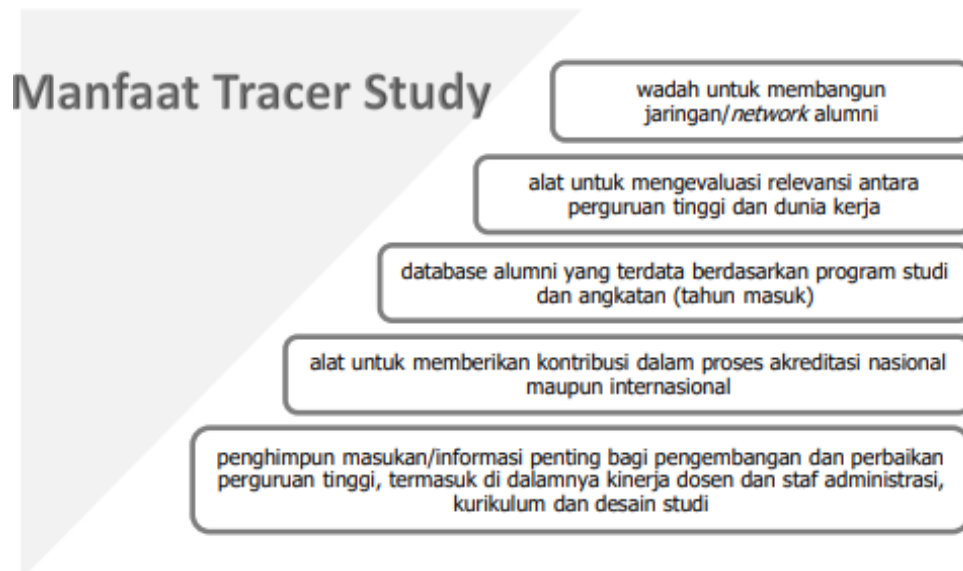 Manfaat Tracer Study
wadah untuk membangun
jaringan/network alumni
alat untuk mengevaluasi relevansi antara
perguruan tinggi dan dunia kerja
database alumni yang terdata berdasarkan program studi
dan angkatan (tahun masuk)
alat untuk memberikan kontribusi dalam proses akreditasi nasional
maupun internasional
penghimpun masukan/informasi penting bagi pengembangan dan perbaikan
perguruan tinggi, termasuk di dalamnya kinerja dosen dan staf administrasi,
kurikulum dan desain studi